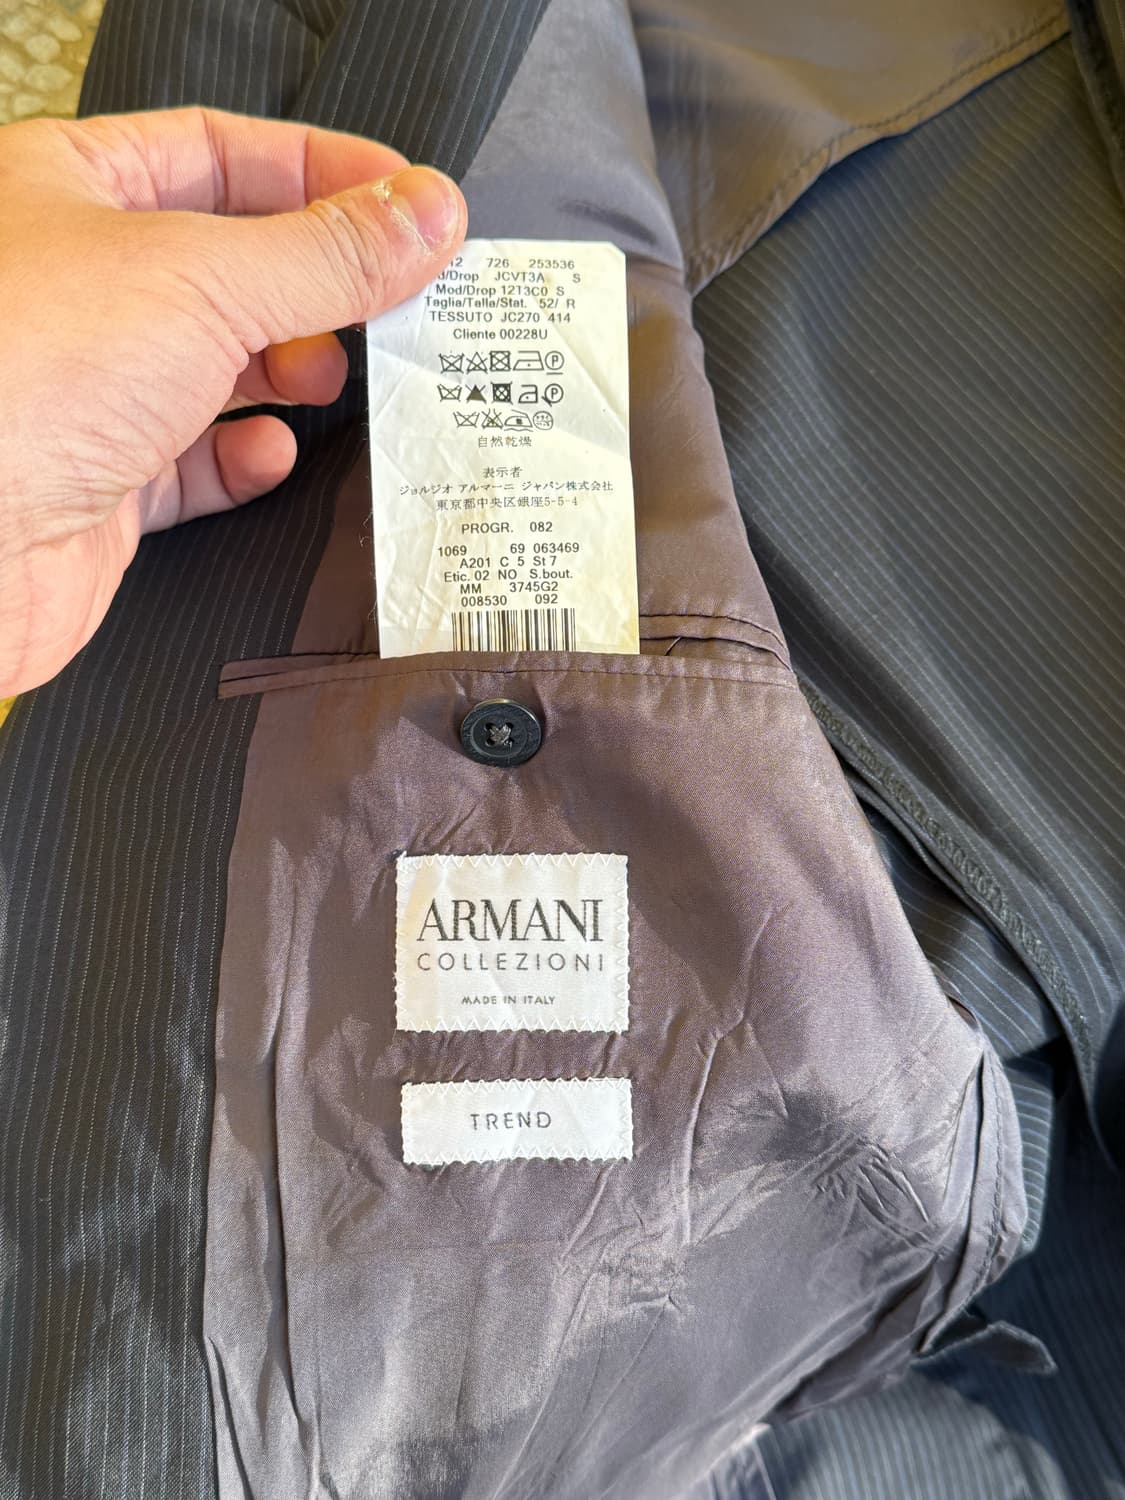 12 726 253536
d/Drop JCVT3A S
Mod/Drop 12T3C0 S
Taglia/Talla/Stat. 52/ R
TESSUTO JC270 414
Cliente 00228U
自然乾燥
表示者
ジョルジオ アルマーニ ジャパン株式会社
東京都中央区銀座5-5-4
PROGR. 082
1069 69 063469
A201 C 5 St 7
Etic. 02 NO S.bout.
MM 3745G2
008530 092
ARMANI
COLLEZIONI
MADE IN ITALY
TREND